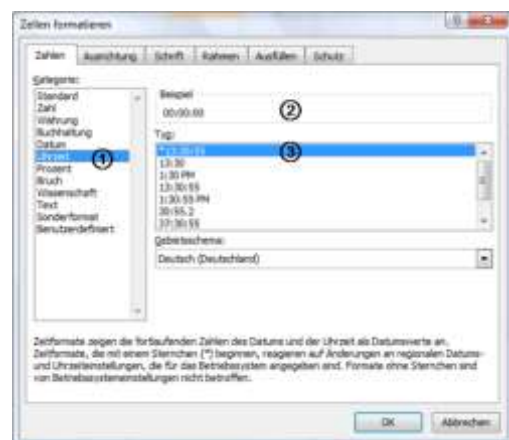 Zellen formatieren
Zahlen Ausrichtung Schrift Rahmen Ausfüllen Schutz
Kategorie:
Standard
Zahl
Währung
Buchhaltung
Datum
Uhrzeit ①
Prozent
Bruch
Wissenschaft
Text
Sonderformat
Benutzerdefiniert
Beispiel
00:00:00 ②
Typ:
*13:30:55 ③
13:30
1:30 PM
13:30:55
1:30:55 PM
30:55,2
37:30:55
Gebietsschema:
Deutsch (Deutschland)
Zeitformate zeigen die fortlaufenden Zahlen des Datums und der Uhrzeit als Datumswerte an.
Zeitformate, die mit einem Sternchen (*) beginnen, reagieren auf Änderungen an regionalen Datums-
und Uhrzeiteinstellungen, die für das Betriebssystem angegeben sind. Formate ohne Sternchen sind
von Betriebssystemeinstellungen nicht betroffen.
OK Abbrechen